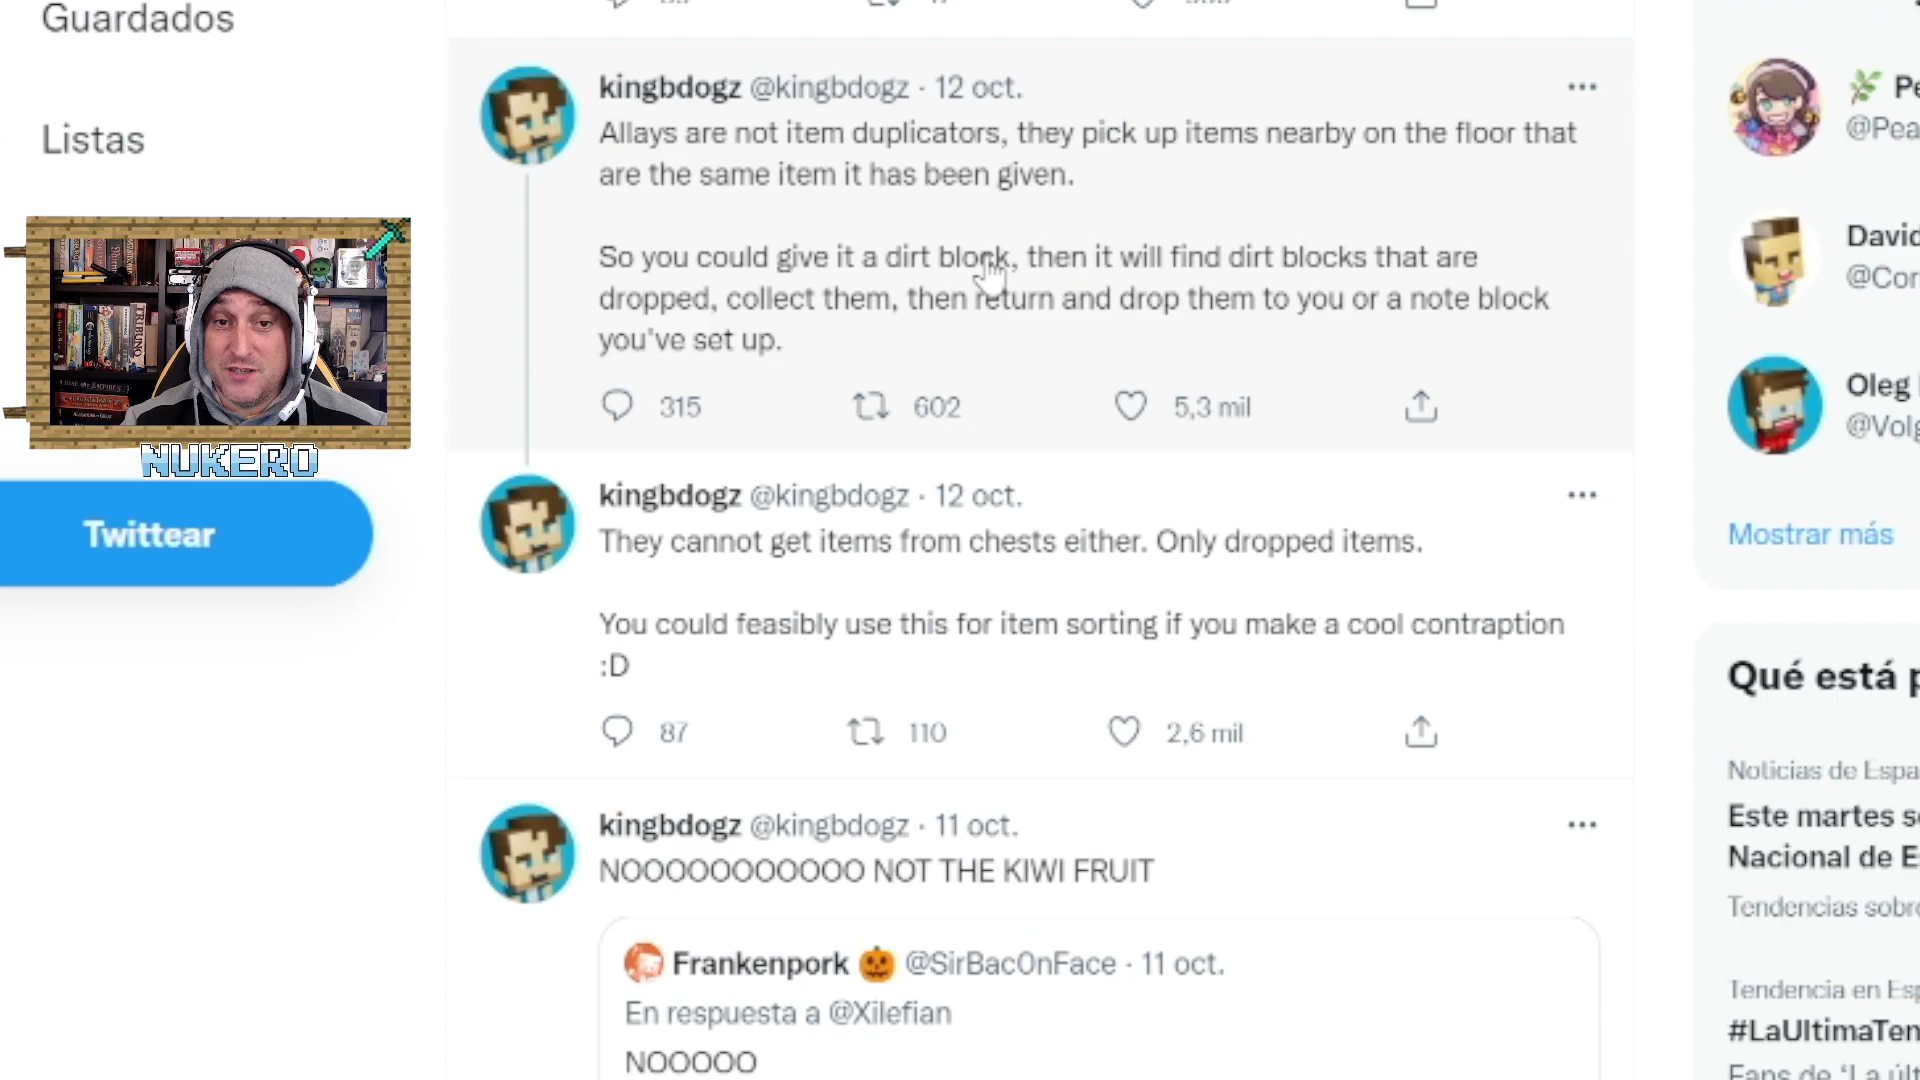 Guardados
Listas
NUKERO
Twittear
kingbdogz @kingbdogz · 12 oct.
Allays are not item duplicators, they pick up items nearby on the floor that
are the same item it has been given.
So you could give it a dirt block, then it will find dirt blocks that are
dropped, collect them, then return and drop them to you or a note block
you've set up.
315 602 5,3 mil
kingbdogz @kingbdogz · 12 oct.
They cannot get items from chests either. Only dropped items.
You could feasibly use this for item sorting if you make a cool contraption
:D
87 110 2,6 mil
kingbdogz @kingbdogz · 11 oct.
NOOOOOOOOOOO NOT THE KIWI FRUIT
Frankenpork 🎃 @SirBac0nFace · 11 oct.
En respuesta a @Xilefian
NOOOOO
Pe
@Pea
David
@Cor
Oleg
@Volg
Mostrar más
Qué está p
Noticias de Espa
Este martes s
Nacional de E
Tendencias sobre
Tendencia en Esp
#LaUltimaTen
Fans de 'La últ